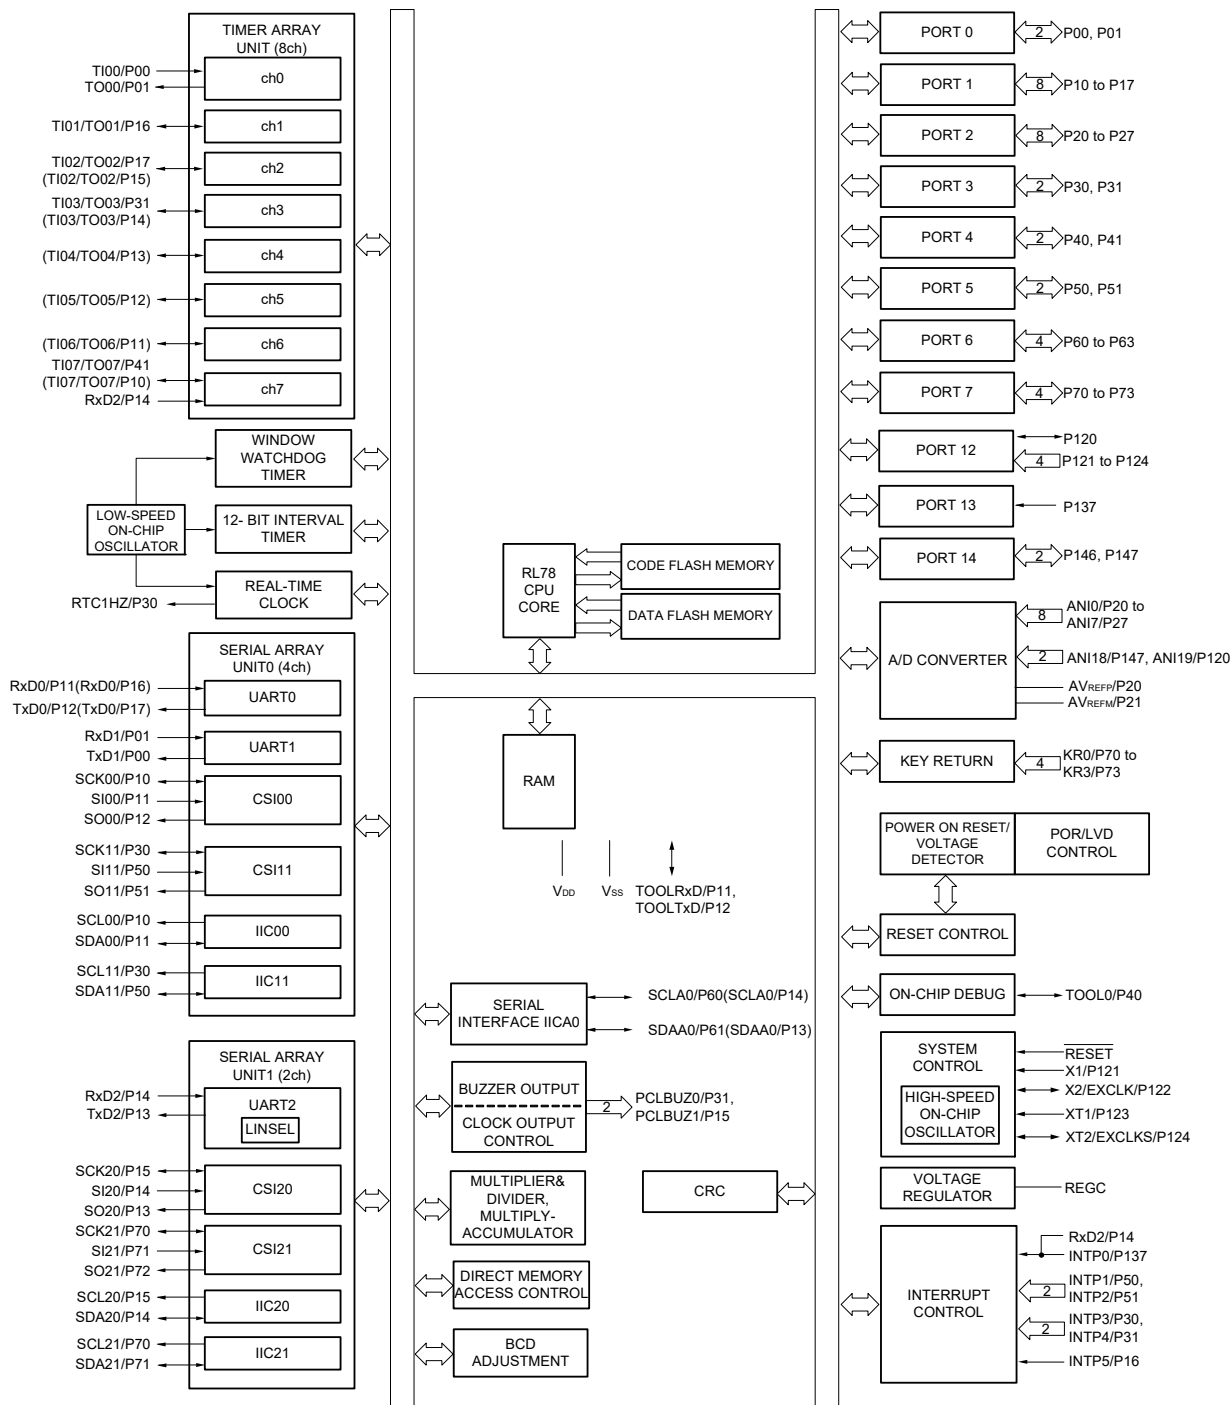 TIMER ARRAY
UNIT (8ch)
TI00/P00
TO00/P01
ch0
TI01/TO01/P16
ch1
TI02/TO02/P17
(TI02/TO02/P15)
ch2
TI03/TO03/P31
(TI03/TO03/P14)
ch3
(TI04/TO04/P13)
ch4
(TI05/TO05/P12)
ch5
(TI06/TO06/P11)
ch6
TI07/TO07/P41
(TI07/TO07/P10)
RxD2/P14
ch7
WINDOW
WATCHDOG
TIMER
LOW-SPEED
ON-CHIP
OSCILLATOR
12- BIT INTERVAL
TIMER
REAL-TIME
CLOCK
RTC1HZ/P30
SERIAL ARRAY
UNIT0 (4ch)
RxD0/P11(RxD0/P16)
TxD0/P12(TxD0/P17)
UART0
RxD1/P01
TxD1/P00
UART1
SCK00/P10
SI00/P11
SO00/P12
CSI00
SCK11/P30
SI11/P50
SO11/P51
CSI11
SCL00/P10
SDA00/P11
IIC00
SCL11/P30
SDA11/P50
IIC11
SERIAL ARRAY
UNIT1 (2ch)
RxD2/P14
TxD2/P13
UART2
LINSEL
SCK20/P15
SI20/P14
SO20/P13
CSI20
SCK21/P70
SI21/P71
SO21/P72
CSI21
SCL20/P15
SDA20/P14
IIC20
SCL21/P70
SDA21/P71
IIC21
RL78
CPU
CORE
CODE FLASH MEMORY
DATA FLASH MEMORY
RAM
VDD
VSS
TOOLRxD/P11,
TOOLTxD/P12
SERIAL
INTERFACE IICA0
SCLA0/P60(SCLA0/P14)
SDAA0/P61(SDAA0/P13)
BUZZER OUTPUT
CLOCK OUTPUT
CONTROL
2
PCLBUZ0/P31,
PCLBUZ1/P15
MULTIPLIER&
DIVIDER,
MULTIPLY-
ACCUMULATOR
CRC
DIRECT MEMORY
ACCESS CONTROL
BCD
ADJUSTMENT
PORT 0
2
P00, P01
PORT 1
8
P10 to P17
PORT 2
8
P20 to P27
PORT 3
2
P30, P31
PORT 4
2
P40, P41
PORT 5
2
P50, P51
PORT 6
4
P60 to P63
PORT 7
4
P70 to P73
PORT 12
P120
4
P121 to P124
PORT 13
P137
PORT 14
2
P146, P147
A/D CONVERTER
8
ANI0/P20 to
ANI7/P27
2
ANI18/P147, ANI19/P120
AVREFP/P20
AVREFM/P21
KEY RETURN
4
KR0/P70 to
KR3/P73
POWER ON RESET/
VOLTAGE
DETECTOR
POR/LVD
CONTROL
RESET CONTROL
ON-CHIP DEBUG
TOOL0/P40
SYSTEM
CONTROL
HIGH-SPEED
ON-CHIP
OSCILLATOR
RESET
X1/P121
X2/EXCLK/P122
XT1/P123
XT2/EXCLKS/P124
VOLTAGE
REGULATOR
REGC
INTERRUPT
CONTROL
RxD2/P14
INTP0/P137
2
INTP1/P50,
INTP2/P51
2
INTP3/P30,
INTP4/P31
INTP5/P16